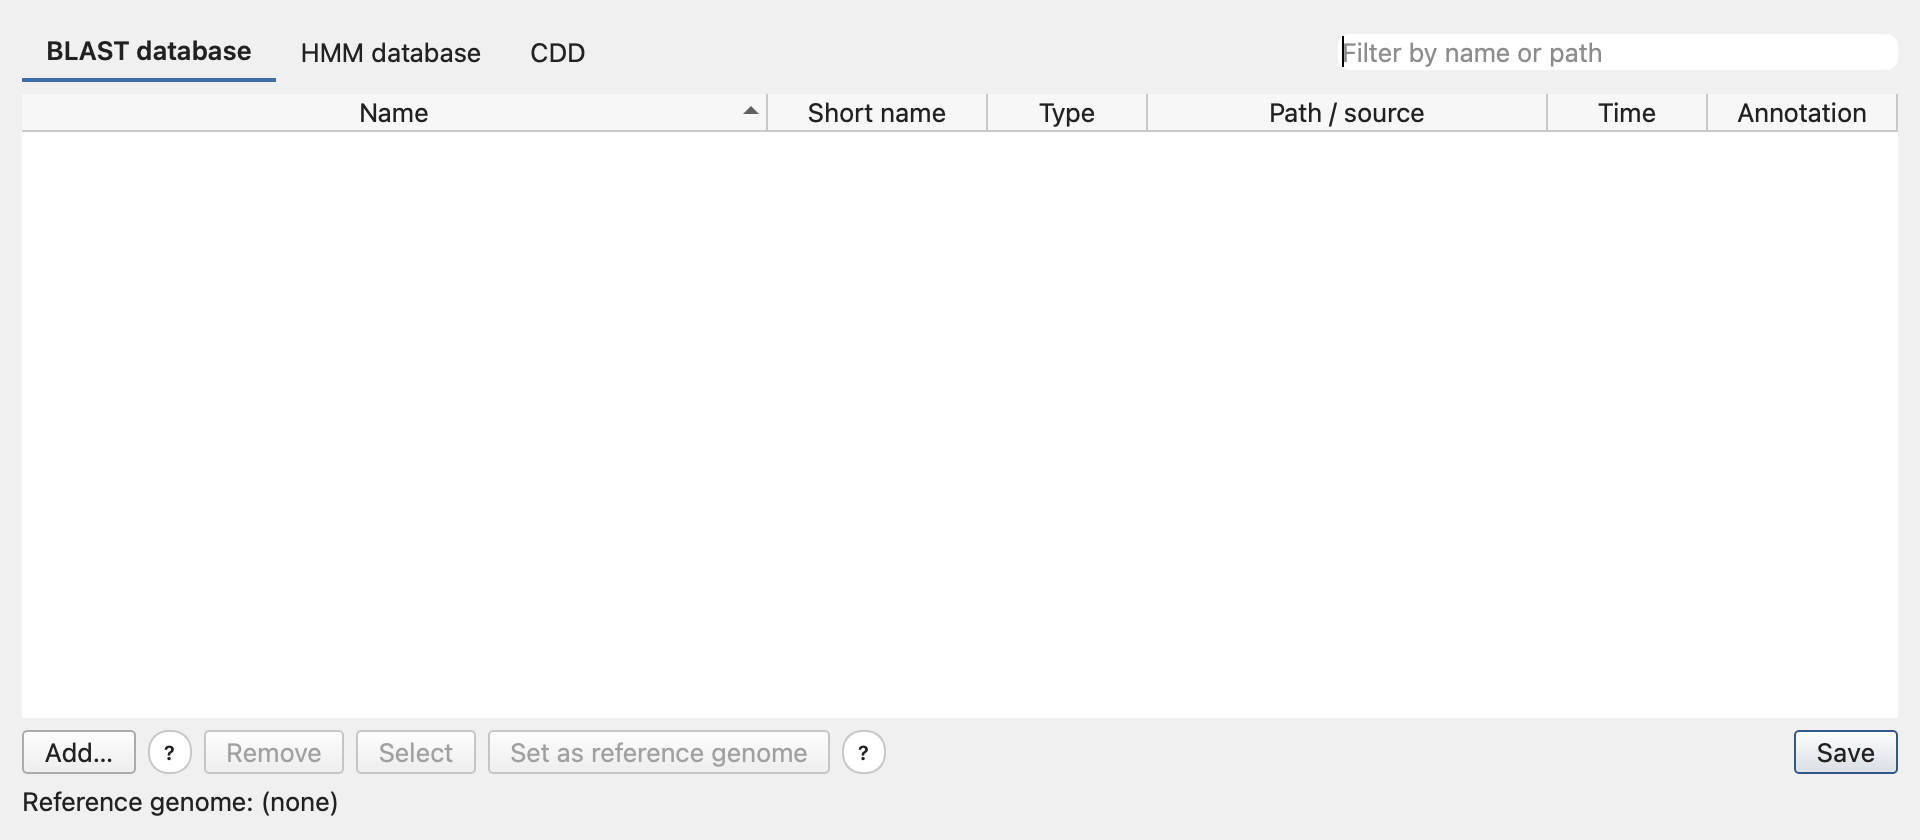 BLAST database HMM database CDD Filter by name or path
Name Short name Type Path / source Time Annotation
Add... ? Remove Select Set as reference genome ? Save
Reference genome: (none)